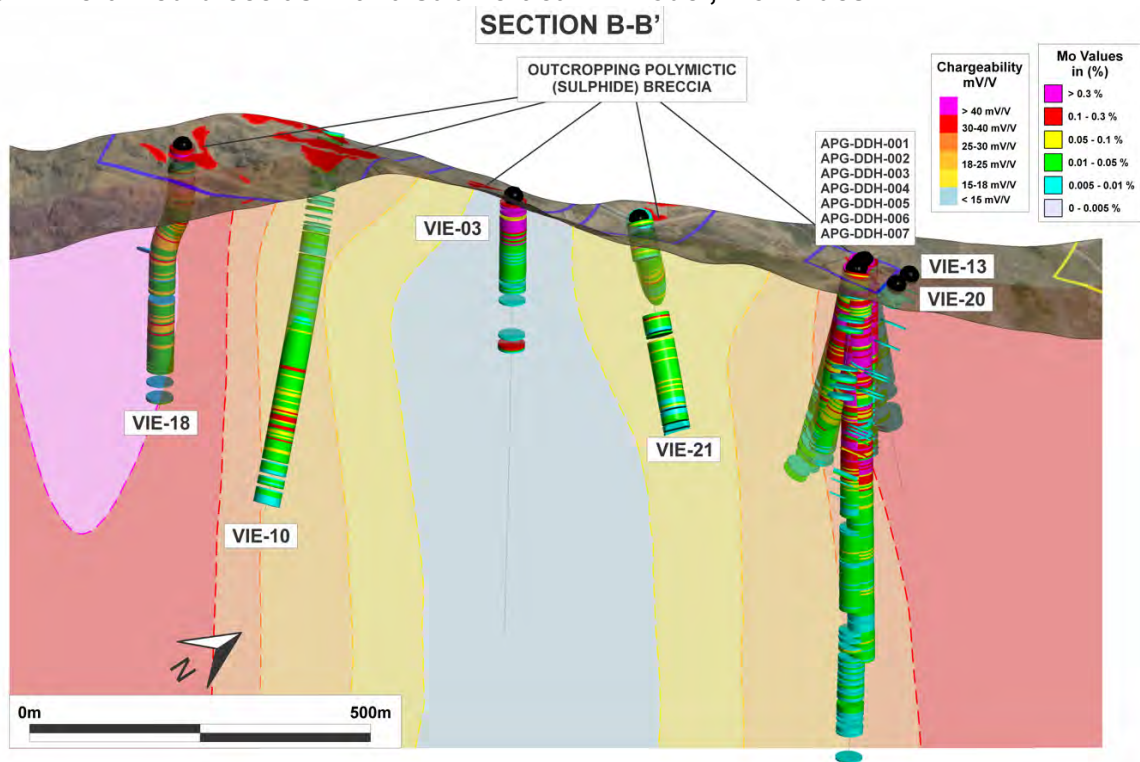 SECTION B-B’
OUTCROPPING POLYMICTIC
(SULPHIDE) BRECCIA
Chargeability
mV/V
> 40 mV/V
30-40 mV/V
25-30 mV/V
18-25 mV/V
15-18 mV/V
< 15 mV/V
Mo Values
in (%)
> 0.3 %
0.1 - 0.3 %
0.05 - 0.1 %
0.01 - 0.05 %
0.005 - 0.01 %
0 - 0.005 %
APG-DDH-001
APG-DDH-002
APG-DDH-003
APG-DDH-004
APG-DDH-005
APG-DDH-006
APG-DDH-007
VIE-03
VIE-13
VIE-20
VIE-18
VIE-21
VIE-10
N
0m 500m